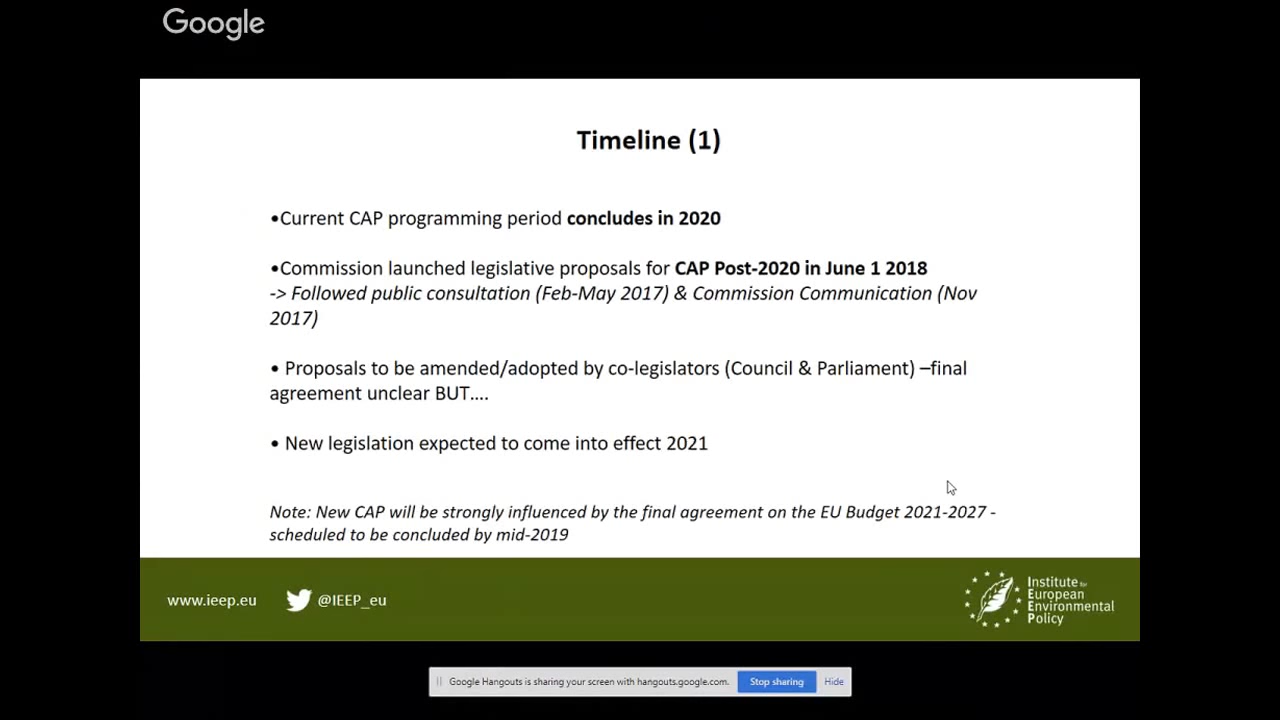 Google
Timeline (1)
•Current CAP programming period concludes in 2020
•Commission launched legislative proposals for CAP Post-2020 in June 1 2018
-> Followed public consultation (Feb-May 2017) & Commission Communication (Nov
2017)
• Proposals to be amended/adopted by co-legislators (Council & Parliament) –final
agreement unclear BUT....
• New legislation expected to come into effect 2021
Note: New CAP will be strongly influenced by the final agreement on the EU Budget 2021-2027 -
scheduled to be concluded by mid-2019
www.ieep.eu
@IEEP_eu
Institute for
European
Environmental
Policy
Google Hangouts is sharing your screen with hangouts.google.com.
Stop sharing
Hide